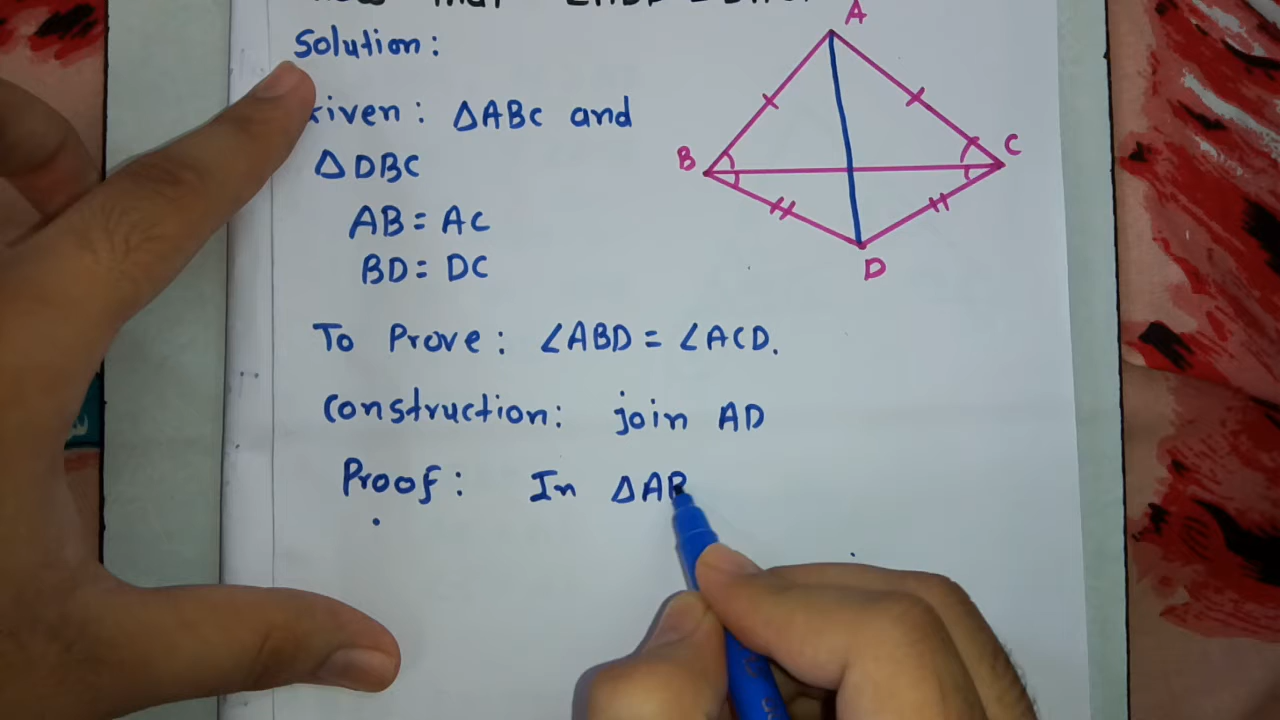 that
Solution:
Given: ΔABC and
ΔDBC
AB = AC
BD = DC
To Prove: ∠ABD = ∠ACD.
Construction: join AD
Proof: In ΔAB
A
B
C
D